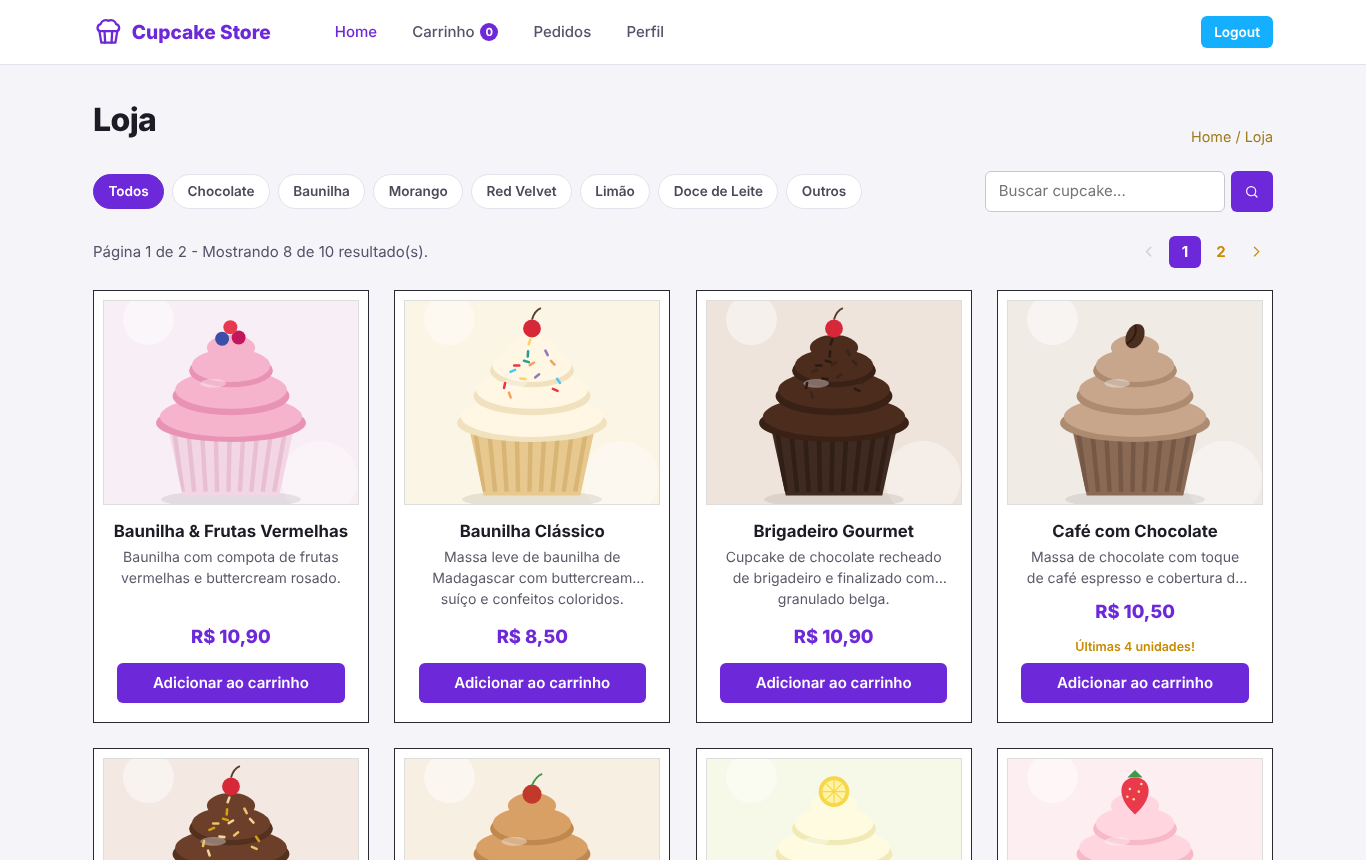 Cupcake Store
Home
Carrinho 0
Pedidos
Perfil
Logout
Loja
Home / Loja
Todos
Chocolate
Baunilha
Morango
Red Velvet
Limão
Doce de Leite
Outros
Buscar cupcake...
Página 1 de 2 - Mostrando 8 de 10 resultado(s).
1
2
Baunilha & Frutas Vermelhas
Baunilha com compota de frutas
vermelhas e buttercream rosado.
R$ 10,90
Adicionar ao carrinho
Baunilha Clássico
Massa leve de baunilha de
Madagascar com buttercream...
suíço e confeitos coloridos.
R$ 8,50
Adicionar ao carrinho
Brigadeiro Gourmet
Cupcake de chocolate recheado
de brigadeiro e finalizado com...
granulado belga.
R$ 10,90
Adicionar ao carrinho
Café com Chocolate
Massa de chocolate com toque
de café espresso e cobertura d...
R$ 10,50
Últimas 4 unidades!
Adicionar ao carrinho